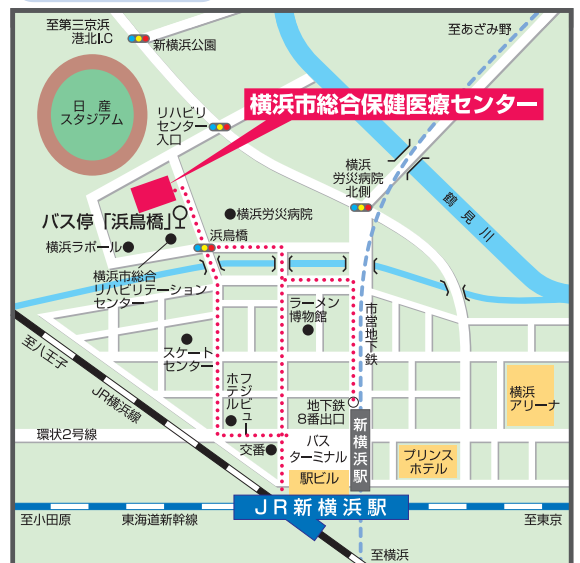 至第三京浜
港北I.C
新横浜公園
至あざみ野
日産
スタジアム
リハビリ
センター
入口
横浜市総合保健医療センター
横浜
労災病院
北側
鶴見川
バス停「浜鳥橋」
横浜労災病院
浜鳥橋
横浜ラポール
横浜市総合
リハビリテーション
センター
ラーメン
博物館
市営地下鉄
至八王子
スケート
センター
JR横浜線
フジビュー
ホテル
地下鉄
8番出口
横浜
アリーナ
環状2号線
交番
バス
ターミナル
新横浜駅
プリンス
ホテル
駅ビル
JR新横浜駅
至小田原
東海道新幹線
至東京
至横浜